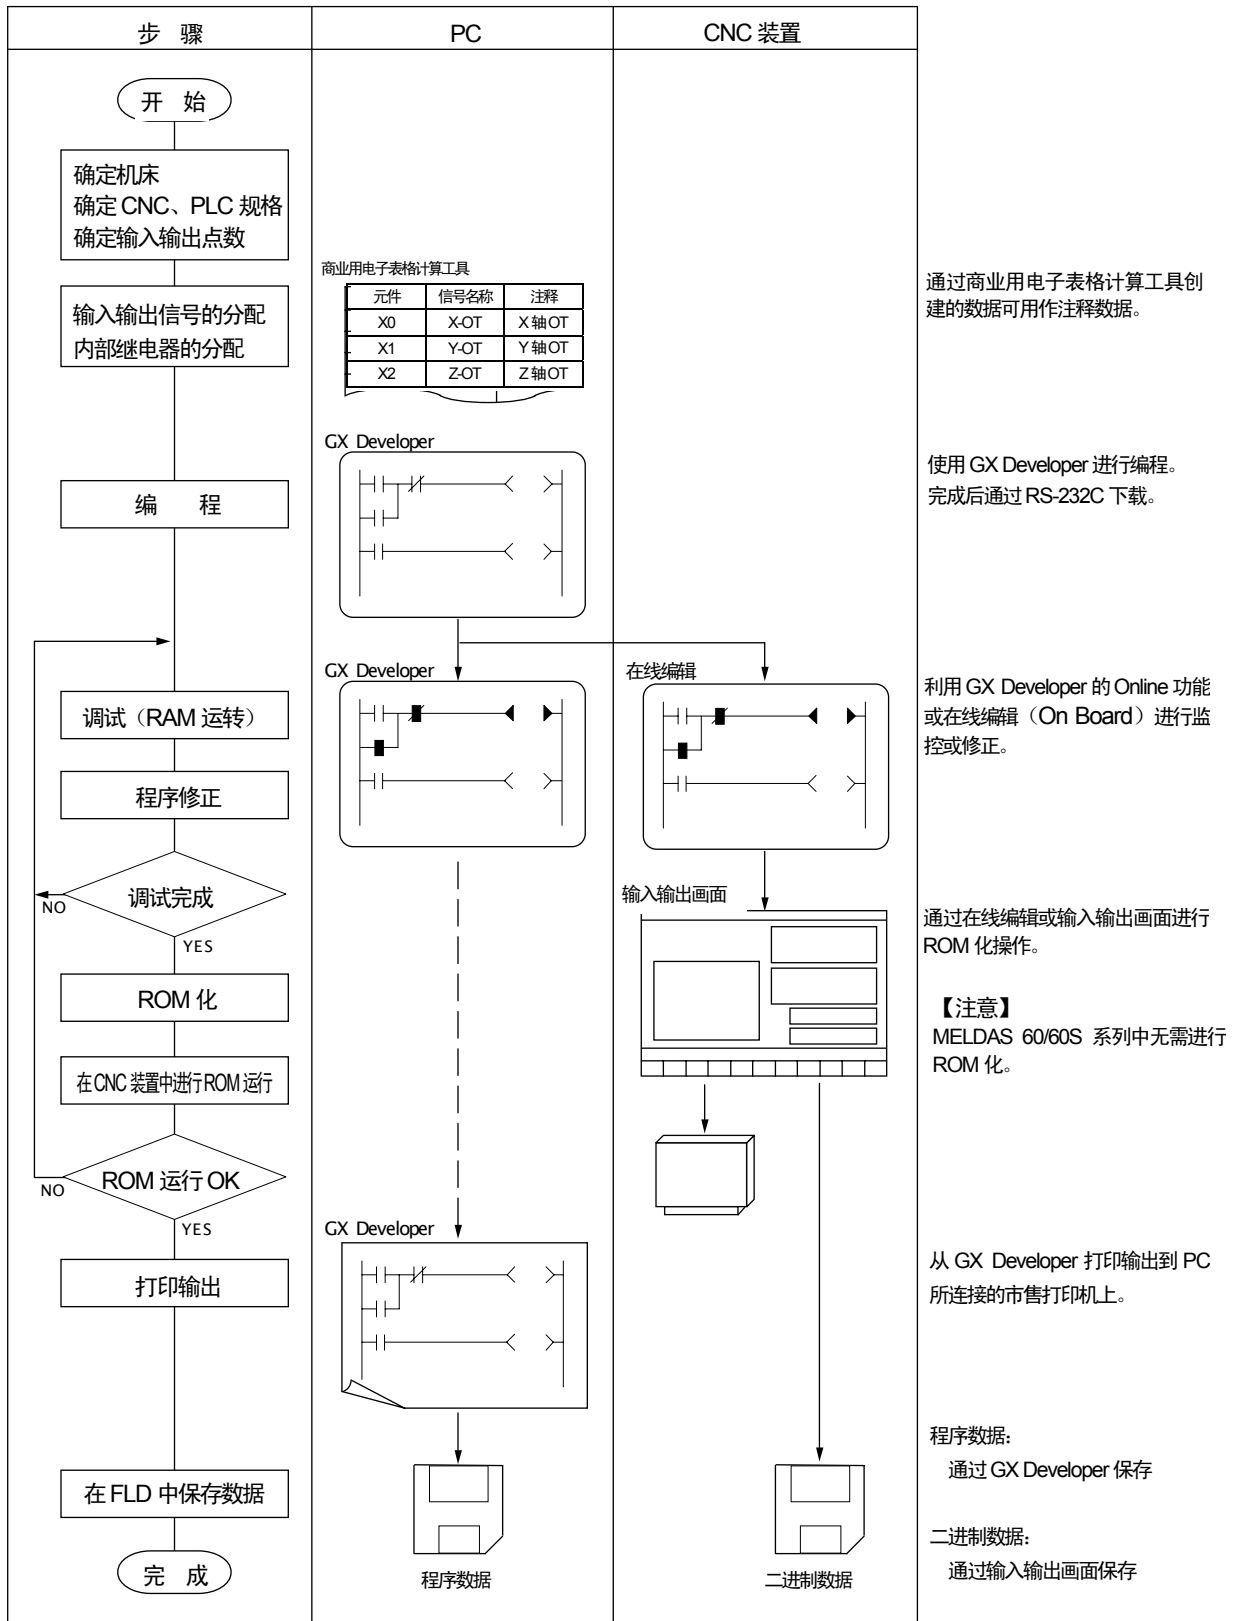 步 骤
PC
CNC 装置
开 始
确定机床
确定 CNC、PLC 规格
确定输入输出点数
商业用电子表格计算工具
元件 信号名称 注释
X0 X-OT X 轴 OT
X1 Y-OT Y 轴 OT
X2 Z-OT Z 轴 OT
通过商业用电子表格计算工具创
建的数据可用作注释数据。
输入输出信号的分配
内部继电器的分配
GX Developer
使用 GX Developer 进行编程。
完成后通过 RS-232C 下载。
编 程
GX Developer
在线编辑
利用 GX Developer 的 Online 功能
或在线编辑（On Board）进行监
控或修正。
调试（RAM 运转）
程序修正
调试完成
NO
YES
输入输出画面
通过在线编辑或输入输出画面进行
ROM 化操作。
【注意】
MELDAS 60/60S 系列中无需进行
ROM 化。
ROM 化
在 CNC 装置中进行 ROM 运行
ROM 运行 OK
NO
YES
GX Developer
从 GX Developer 打印输出到 PC
所连接的市售打印机上。
打印输出
程序数据：
通过 GX Developer 保存
在 FLD 中保存数据
二进制数据：
通过输入输出画面保存
完 成
程序数据
二进制数据